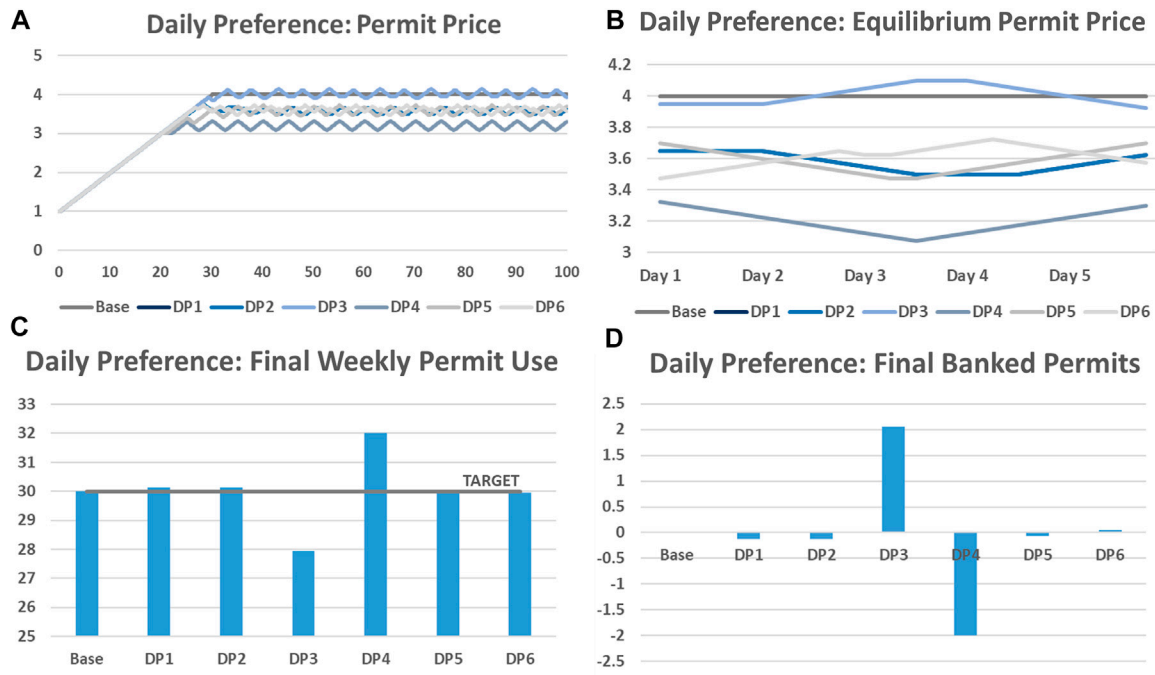 A
Daily Preference: Permit Price
5
4
3
2
1
0
0 10 20 30 40 50 60 70 80 90 100
Base DP1 DP2 DP3 DP4 DP5 DP6
B
Daily Preference: Equilibrium Permit Price
4.2
4
3.8
3.6
3.4
3.2
3
Day 1 Day 2 Day 3 Day 4 Day 5
Base DP1 DP2 DP3 DP4 DP5 DP6
C
Daily Preference: Final Weekly Permit Use
33
32
31
30
29
28
27
26
25
TARGET
Base DP1 DP2 DP3 DP4 DP5 DP6
D
Daily Preference: Final Banked Permits
2.5
2
1.5
1
0.5
0
-0.5
-1
-1.5
-2
-2.5
Base DP1 DP2 DP3 DP4 DP5 DP6